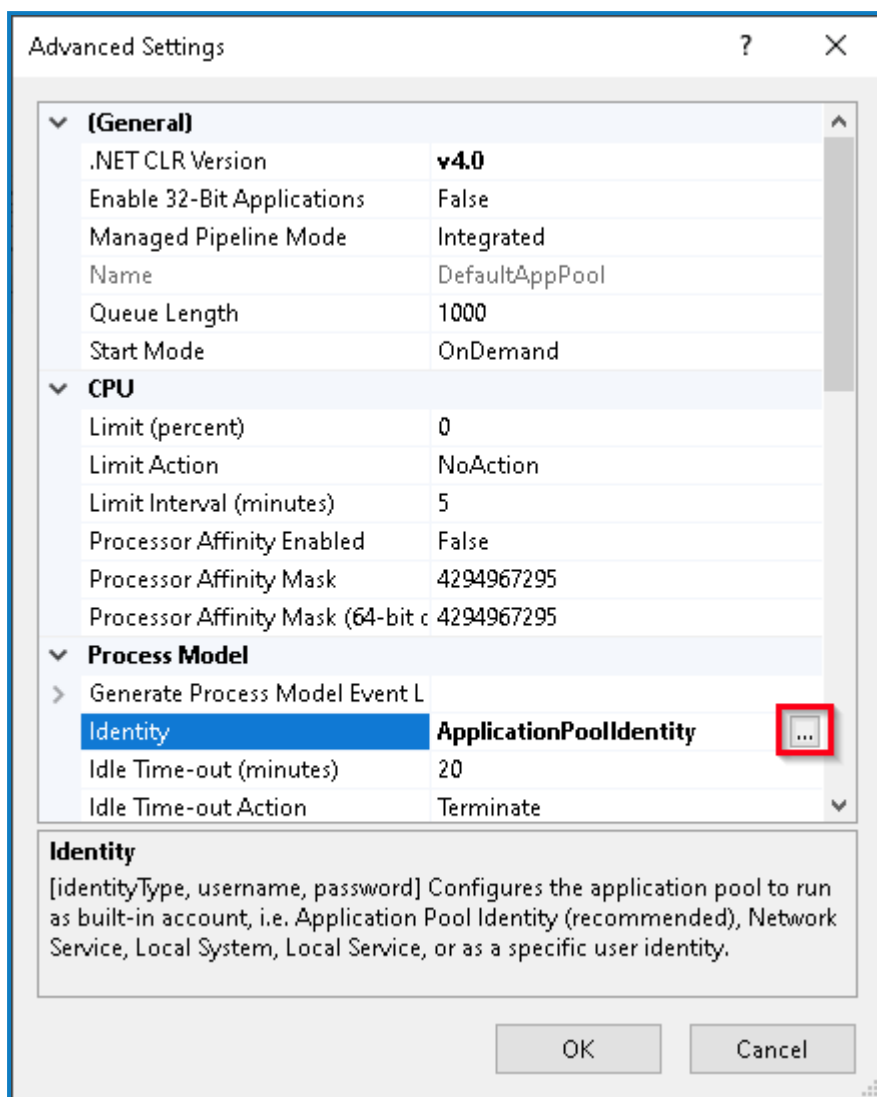 Advanced Settings ? ×
(General)
.NET CLR Version v4.0
Enable 32-Bit Applications False
Managed Pipeline Mode Integrated
Name DefaultAppPool
Queue Length 1000
Start Mode OnDemand
CPU
Limit (percent) 0
Limit Action NoAction
Limit Interval (minutes) 5
Processor Affinity Enabled False
Processor Affinity Mask 4294967295
Processor Affinity Mask (64-bit c 4294967295
Process Model
Generate Process Model Event L
Identity ApplicationPoolIdentity ...
Idle Time-out (minutes) 20
Idle Time-out Action Terminate
Identity
[identityType, username, password] Configures the application pool to run
as built-in account, i.e. Application Pool Identity (recommended), Network
Service, Local System, Local Service, or as a specific user identity.
OK Cancel